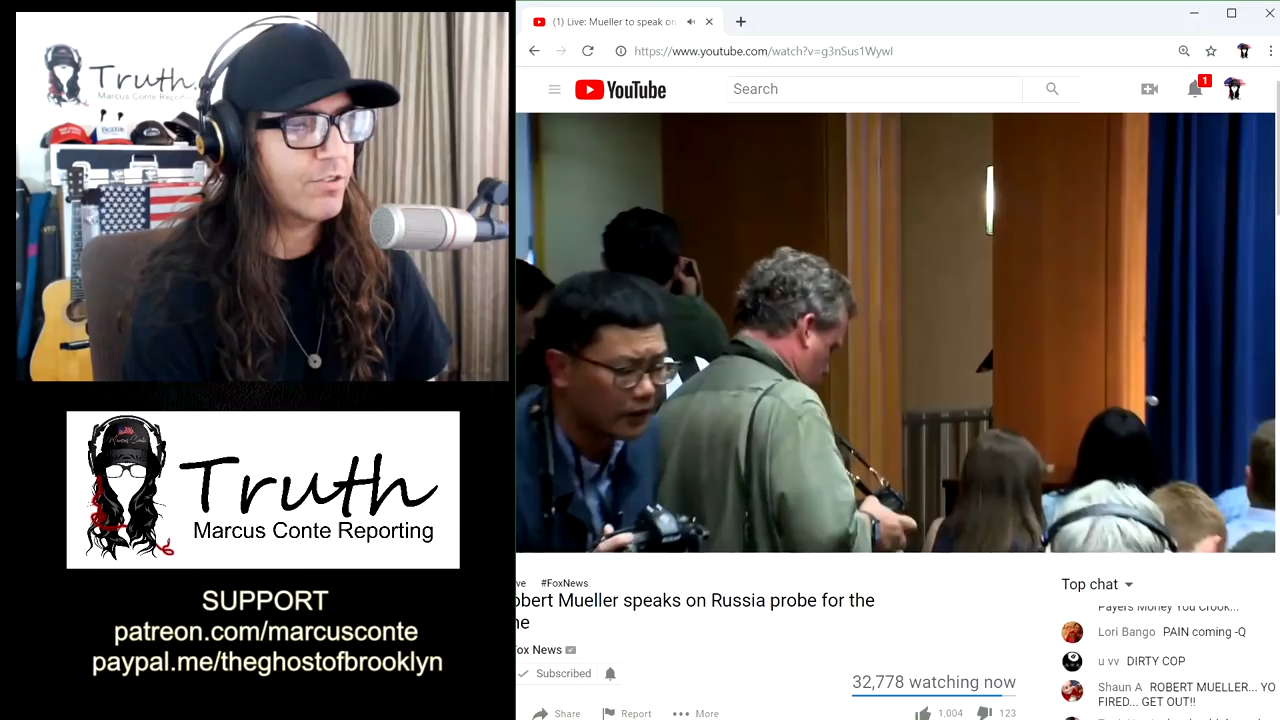 Truth.
Marcus Conte Reporting
Truth
Marcus Conte Reporting
SUPPORT
patreon.com/marcusconte
paypal.me/theghostofbrooklyn
(1) Live: Mueller to speak on
https://www.youtube.com/watch?v=g3nSus1WywI
YouTube
Search
1
ve #FoxNews
obert Mueller speaks on Russia probe for the
me
ox News
Subscribed
32,778 watching now
Share Report More
1,004 123
Top chat
Payers Money You Crook...
Lori Bango PAIN coming -Q
u vv DIRTY COP
Shaun A ROBERT MUELLER... YO
FIRED... GET OUT!!